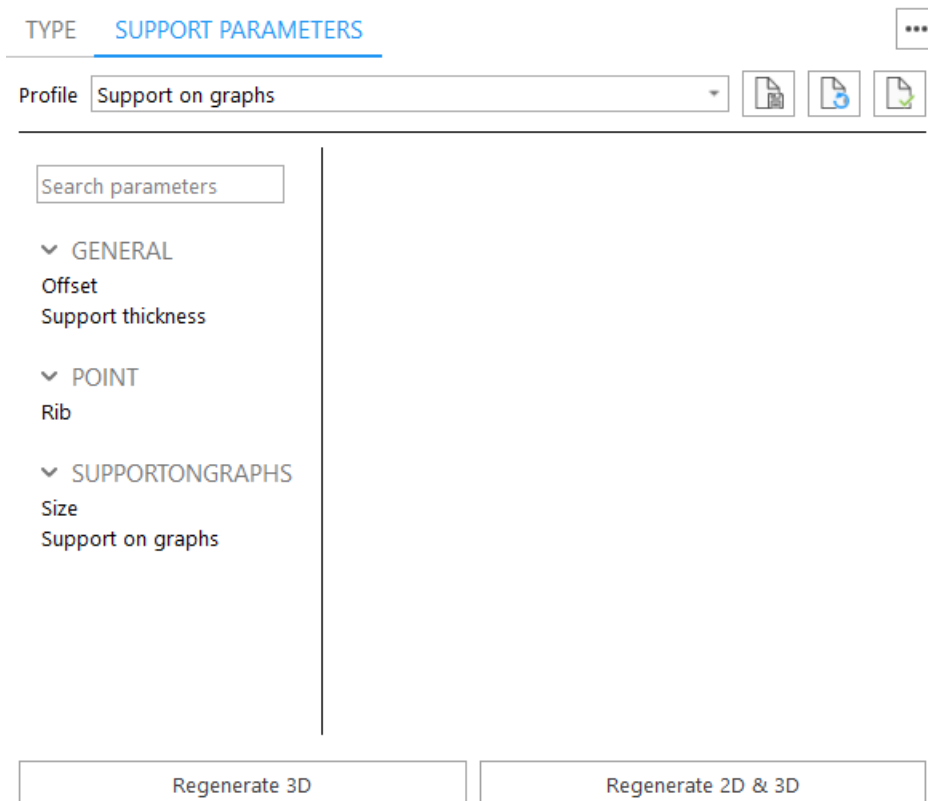 TYPE SUPPORT PARAMETERS
Profile Support on graphs
Search parameters
GENERAL
Offset
Support thickness
POINT
Rib
SUPPORTONGRAPHS
Size
Support on graphs
Regenerate 3D Regenerate 2D & 3D